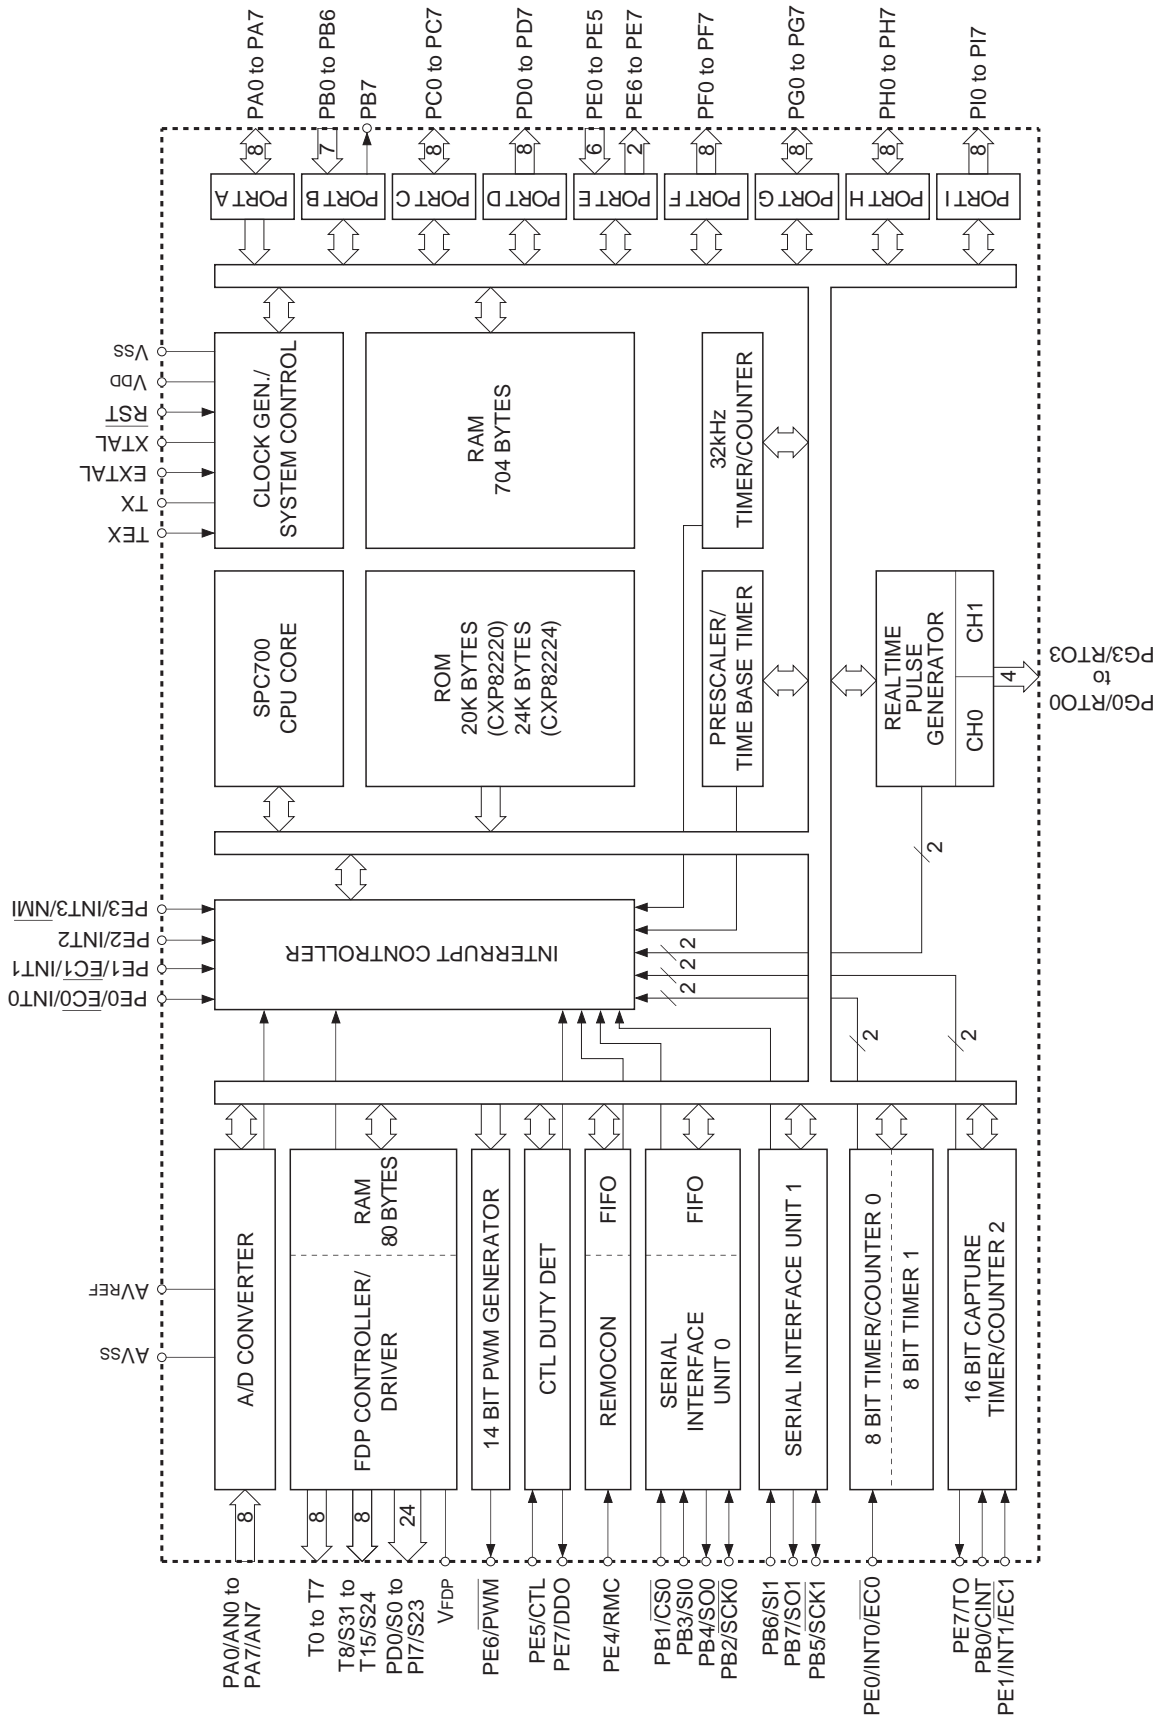 PA0 to PA7
PB0 to PB6
PB7
PC0 to PC7
PD0 to PD7
PE0 to PE5
PE6 to PE7
PF0 to PF7
PG0 to PG7
PH0 to PH7
PI0 to PI7
8
7
8
8
6
2
8
8
8
8
PORT A
PORT B
PORT C
PORT D
PORT E
PORT F
PORT G
PORT H
PORT I
VSS
VDD
RST
XTAL
EXTAL
TX
TEX
CLOCK GEN./
SYSTEM CONTROL
RAM
704 BYTES
32kHz
TIMER/COUNTER
SPC700
CPU CORE
ROM
20K BYTES
(CXP82220)
24K BYTES
(CXP82224)
PRESCALER/
TIME BASE TIMER
REALTIME
PULSE
GENERATOR
CH0
CH1
4
PG0/RTO0
to
PG3/RTO3
2
PE3/INT3/NMI
PE2/INT2
PE1/EC1/INT1
PE0/EC0/INT0
INTERRUPT CONTROLLER
2
2
2
2
2
AVREF
AVSS
A/D CONVERTER
RAM
80 BYTES
FDP CONTROLLER/
DRIVER
14 BIT PWM GENERATOR
CTL DUTY DET
REMOCON
FIFO
SERIAL
INTERFACE
UNIT 0
FIFO
SERIAL INTERFACE UNIT 1
8 BIT TIMER/COUNTER 0
8 BIT TIMER 1
16 BIT CAPTURE
TIMER/COUNTER 2
8
8
8
24
PA0/AN0 to
PA7/AN7
T0 to T7
T8/S31 to
T15/S24
PD0/S0 to
PI7/S23
VFDP
PE6/PWM
PE5/CTL
PE7/DDO
PE4/RMC
PB1/CS0
PB3/SI0
PB4/SO0
PB2/SCK0
PB6/SI1
PB7/SO1
PB5/SCK1
PE0/INT0/EC0
PE7/TO
PB0/CINT
PE1/INT1/EC1